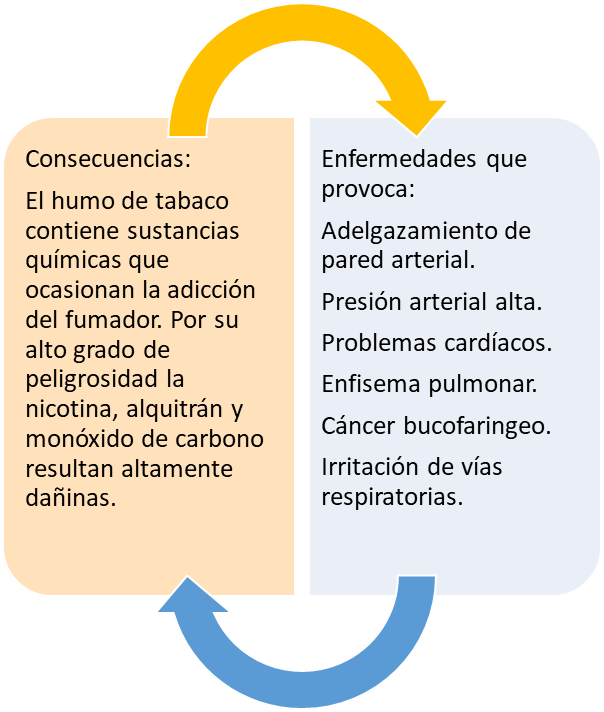 Consecuencias:
El humo de tabaco
contiene sustancias
químicas que
ocasionan la adicción
del fumador. Por su
alto grado de
peligrosidad la
nicotina, alquitrán y
monóxido de carbono
resultan altamente
dañinas.
Enfermedades que
provoca:
Adelgazamiento de
pared arterial.
Presión arterial alta.
Problemas cardíacos.
Enfisema pulmonar.
Cáncer bucofaringeo.
Irritación de vías
respiratorias.